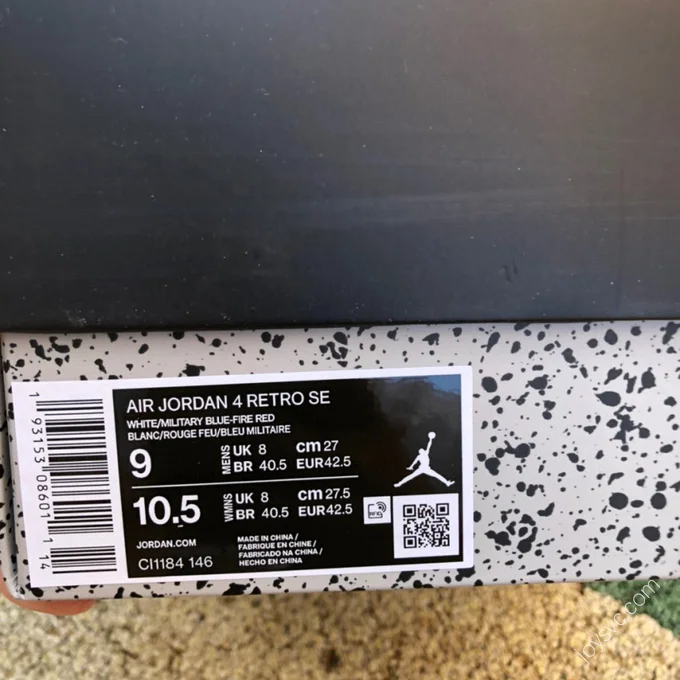 1 93153 08601 1 14
AIR JORDAN 4 RETRO SE
WHITE/MILITARY BLUE-FIRE RED
BLANC/ROUGE FEU/BLEU MILITAIRE
9 MENS UK 8 CM 27
BR 40.5 EUR 42.5
10.5 WMNS UK 8 CM 27.5
BR 40.5 EUR 42.5
JORDAN.COM
CI1184 146
MADE IN CHINA /
FABRIQUE EN CHINE /
FABRICADO NA CHINA /
HECHO EN CHINA
RFID